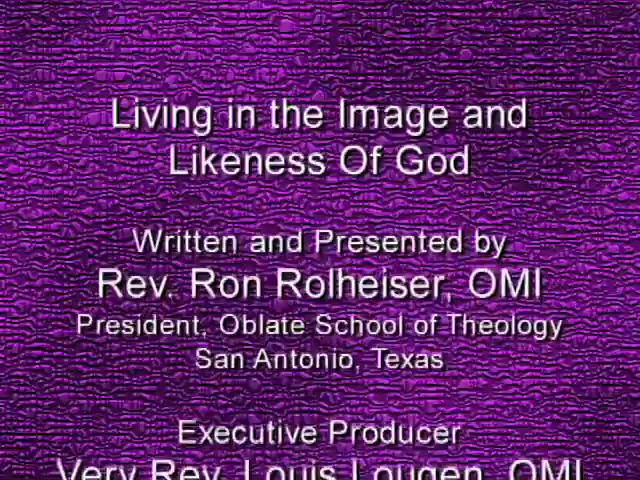 Living in the Image and
Likeness Of God
Written and Presented by
Rev. Ron Rolheiser, OMI
President, Oblate School of Theology
San Antonio, Texas
Executive Producer
Very Rev. Louis Lougen, OMI